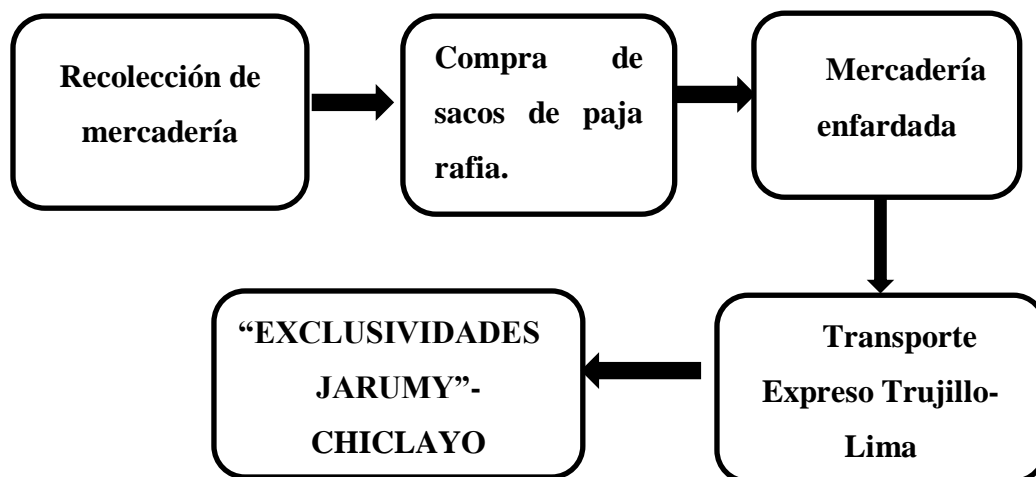 Recolección de
mercadería
Compra de
sacos de paja
rafia.
Mercadería
enfardada
Transporte
Expreso Trujillo-
Lima
“EXCLUSIVIDADES
JARUMY”-
CHICLAYO